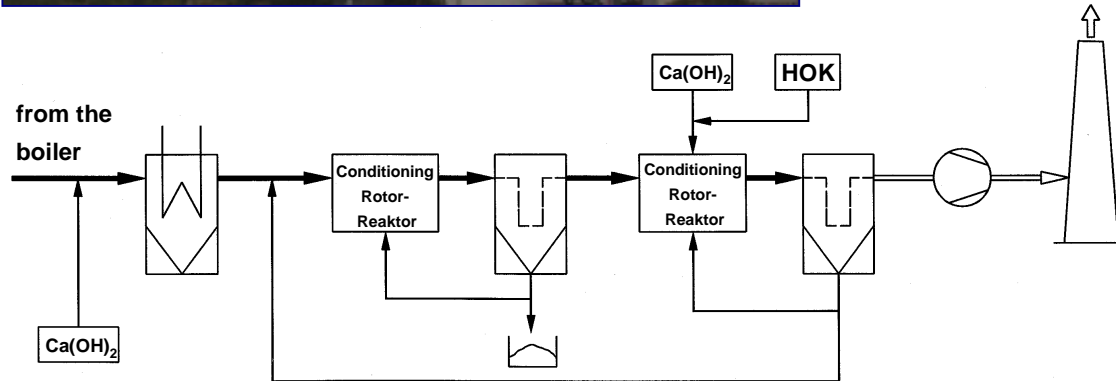 from the
boiler
Ca(OH)₂
Conditioning
Rotor-
Reaktor
Ca(OH)₂
HOK
Conditioning
Rotor-
Reaktor